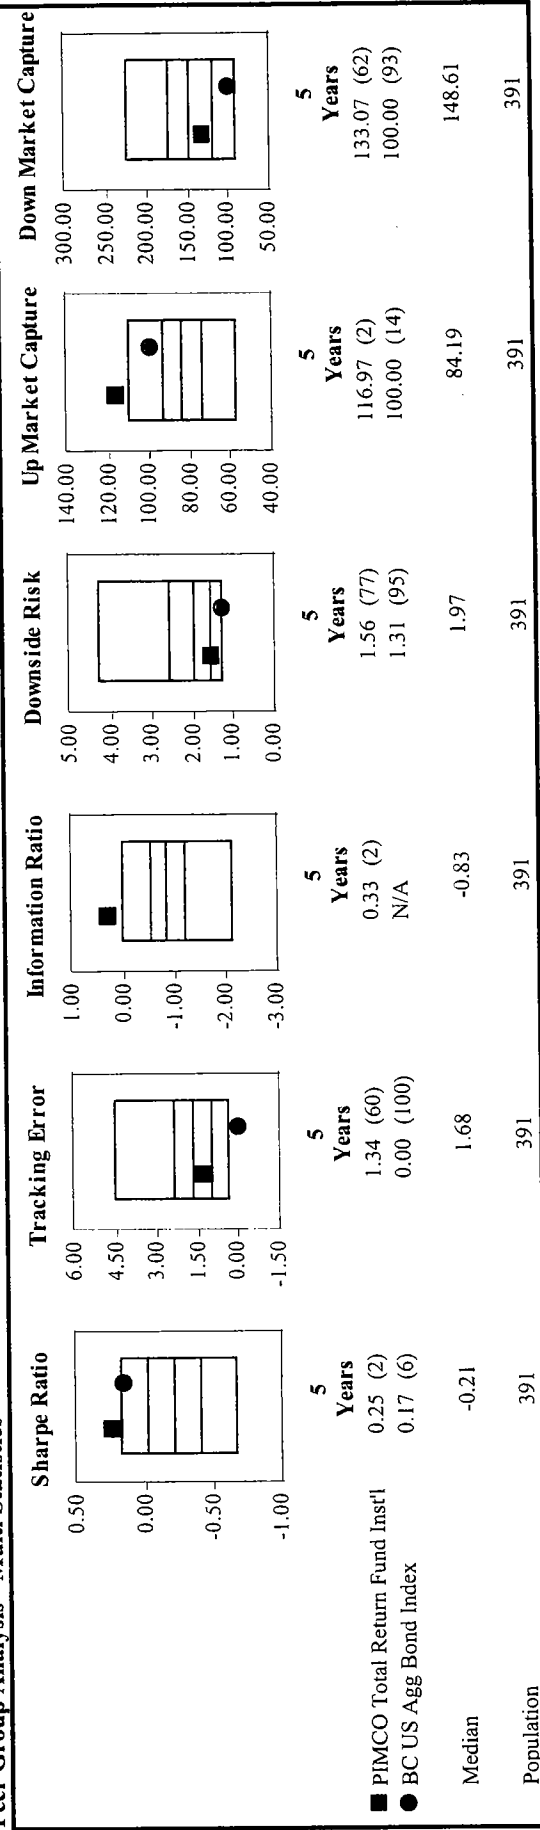 Peer Group Analysis - Multi Statistics
Sharpe Ratio
0.50
0.00
-0.50
-1.00
Tracking Error
6.00
4.50
3.00
1.50
0.00
-1.50
Information Ratio
1.00
0.00
-1.00
-2.00
-3.00
Downside Risk
5.00
4.00
3.00
2.00
1.00
0.00
Up Market Capture
140.00
120.00
100.00
80.00
60.00
40.00
Down Market Capture
300.00
250.00
200.00
150.00
100.00
50.00
5 5 5 5 5 5
Years Years Years Years Years Years
PIMCO Total Return Fund Inst'l 0.25 (2) 1.34 (60) 0.33 (2) 1.56 (77) 116.97 (2) 133.07 (62)
BC US Agg Bond Index 0.17 (6) 0.00 (100) N/A 1.31 (95) 100.00 (14) 100.00 (93)
Median -0.21 1.68 -0.83 1.97 84.19 148.61
Population 391 391 391 391 391 391